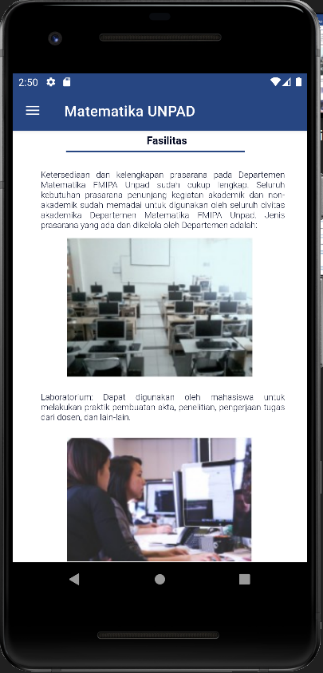 2:50
Matematika UNPAD
Fasilitas
Ketersediaan dan kelengkapan prasarana pada Departemen
Matematika FMIPA Unpad sudah cukup lengkap. Seluruh
kebutuhan prasarana penunjang kegiatan akademik dan non-
akademik sudah memadai untuk digunakan oleh seluruh civitas
akademika Departemen Matematika FMIPA Unpad. Jenis
prasarana yang ada dan dikelola oleh Departemen adalah:
Laboratorium: Dapat digunakan oleh mahasiswa untuk
melakukan praktik pembuatan akta, penelitian, pengerjaan tugas
dari dosen, dan lain-lain.